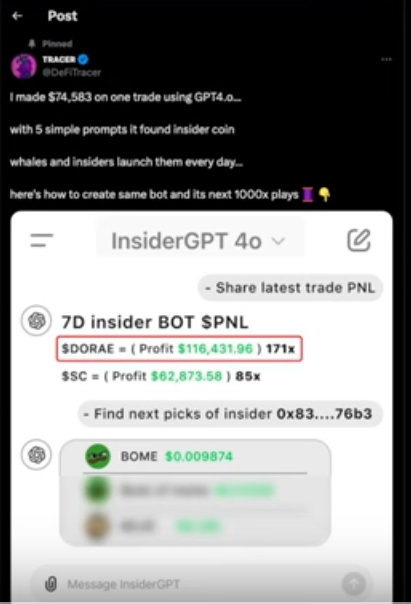 Post
Pinned
TRACER
@DeFiTracer
I made $74,583 on one trade using GPT4.o...
with 5 simple prompts it found insider coin
whales and insiders launch them every day...
here's how to create same bot and its next 1000x plays 🧵 👇
InsiderGPT 4o
- Share latest trade PNL
7D insider BOT $PNL
$DORAE = ( Profit $116,431.96 ) 171x
$SC = ( Profit $62,873.58 ) 85x
- Find next picks of insider 0x83....76b3
BOME $0.009874
Message InsiderGPT